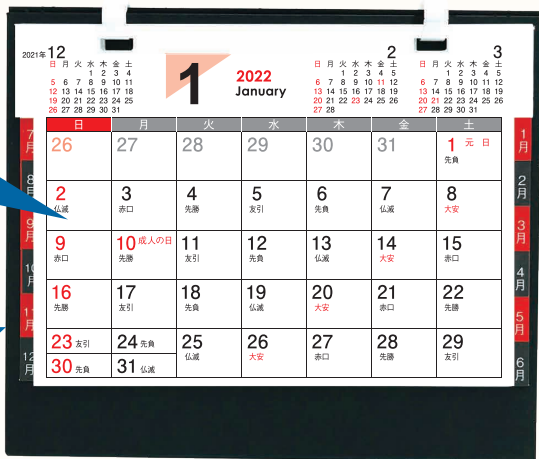 2021年 12
日 月 火 水 木 金 土
1 2 3 4
5 6 7 8 9 10 11
12 13 14 15 16 17 18
19 20 21 22 23 24 25
26 27 28 29 30 31
1
2022
January
2
日 月 火 水 木 金 土
1 2 3 4 5
6 7 8 9 10 11 12
13 14 15 16 17 18 19
20 21 22 23 24 25 26
27 28
3
日 月 火 水 木 金 土
1 2 3 4 5
6 7 8 9 10 11 12
13 14 15 16 17 18 19
20 21 22 23 24 25 26
27 28 29 30 31
日 月 火 水 木 金 土
26 27 28 29 30 31 1 元日
先負
2 3 4 5 6 7 8
仏滅 赤口 先勝 友引 先負 仏滅 大安
9 10 成人の日 11 12 13 14 15
赤口 先勝 友引 先負 仏滅 大安 赤口
16 17 18 19 20 21 22
先勝 友引 先負 仏滅 大安 赤口 先勝
23 友引 24 先負 25 26 27 28 29
30 先負 31 仏滅 仏滅 大安 赤口 先勝 友引
7月
8月
9月
10月
11月
12月
1月
2月
3月
4月
5月
6月